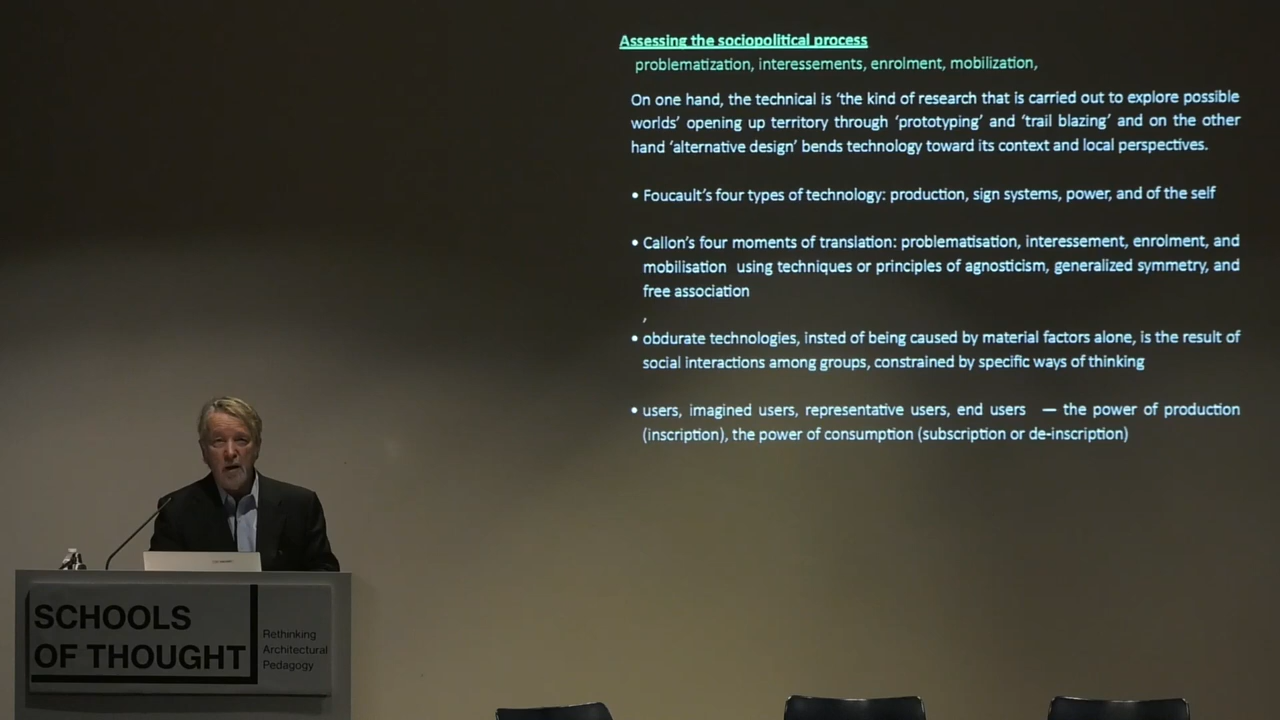 Assessing the sociopolitical process
problematization, interessements, enrolment, mobilization,
On one hand, the technical is ‘the kind of research that is carried out to explore possible
worlds’ opening up territory through ‘prototyping’ and ‘trail blazing’ and on the other
hand ‘alternative design’ bends technology toward its context and local perspectives.
• Foucault’s four types of technology: production, sign systems, power, and of the self
• Callon’s four moments of translation: problematisation, interessement, enrolment, and
mobilisation using techniques or principles of agnosticism, generalized symmetry, and
free association
,
• obdurate technologies, insted of being caused by material factors alone, is the result of
social interactions among groups, constrained by specific ways of thinking
• users, imagined users, representative users, end users — the power of production
(inscription), the power of consumption (subscription or de-inscription)
SCHOOLS
OF THOUGHT
Rethinking
Architectural
Pedagogy